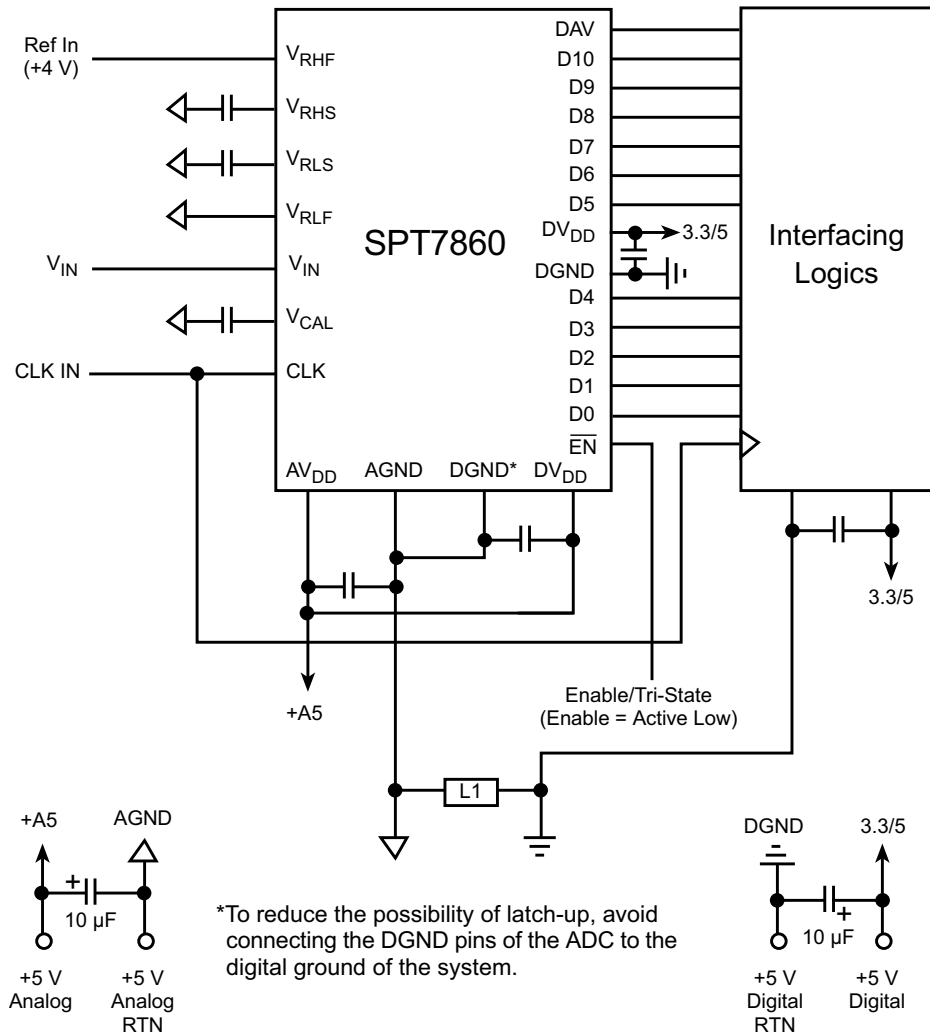 Ref In
(+4 V)
VRHF
VRHS
VRLS
VRLF
VIN
VIN
VCAL
CLK IN
CLK
SPT7860
DAV
D10
D9
D8
D7
D6
D5
DVDD
3.3/5
DGND
D4
D3
D2
D1
D0
EN
AVDD
AGND
DGND*
DVDD
Interfacing
Logics
3.3/5
+A5
Enable/Tri-State
(Enable = Active Low)
L1
+A5
AGND
+
10 µF
+5 V
Analog
+5 V
Analog
RTN
*To reduce the possibility of latch-up, avoid
connecting the DGND pins of the ADC to the
digital ground of the system.
DGND
3.3/5
+
10 µF
+5 V
Digital
RTN
+5 V
Digital